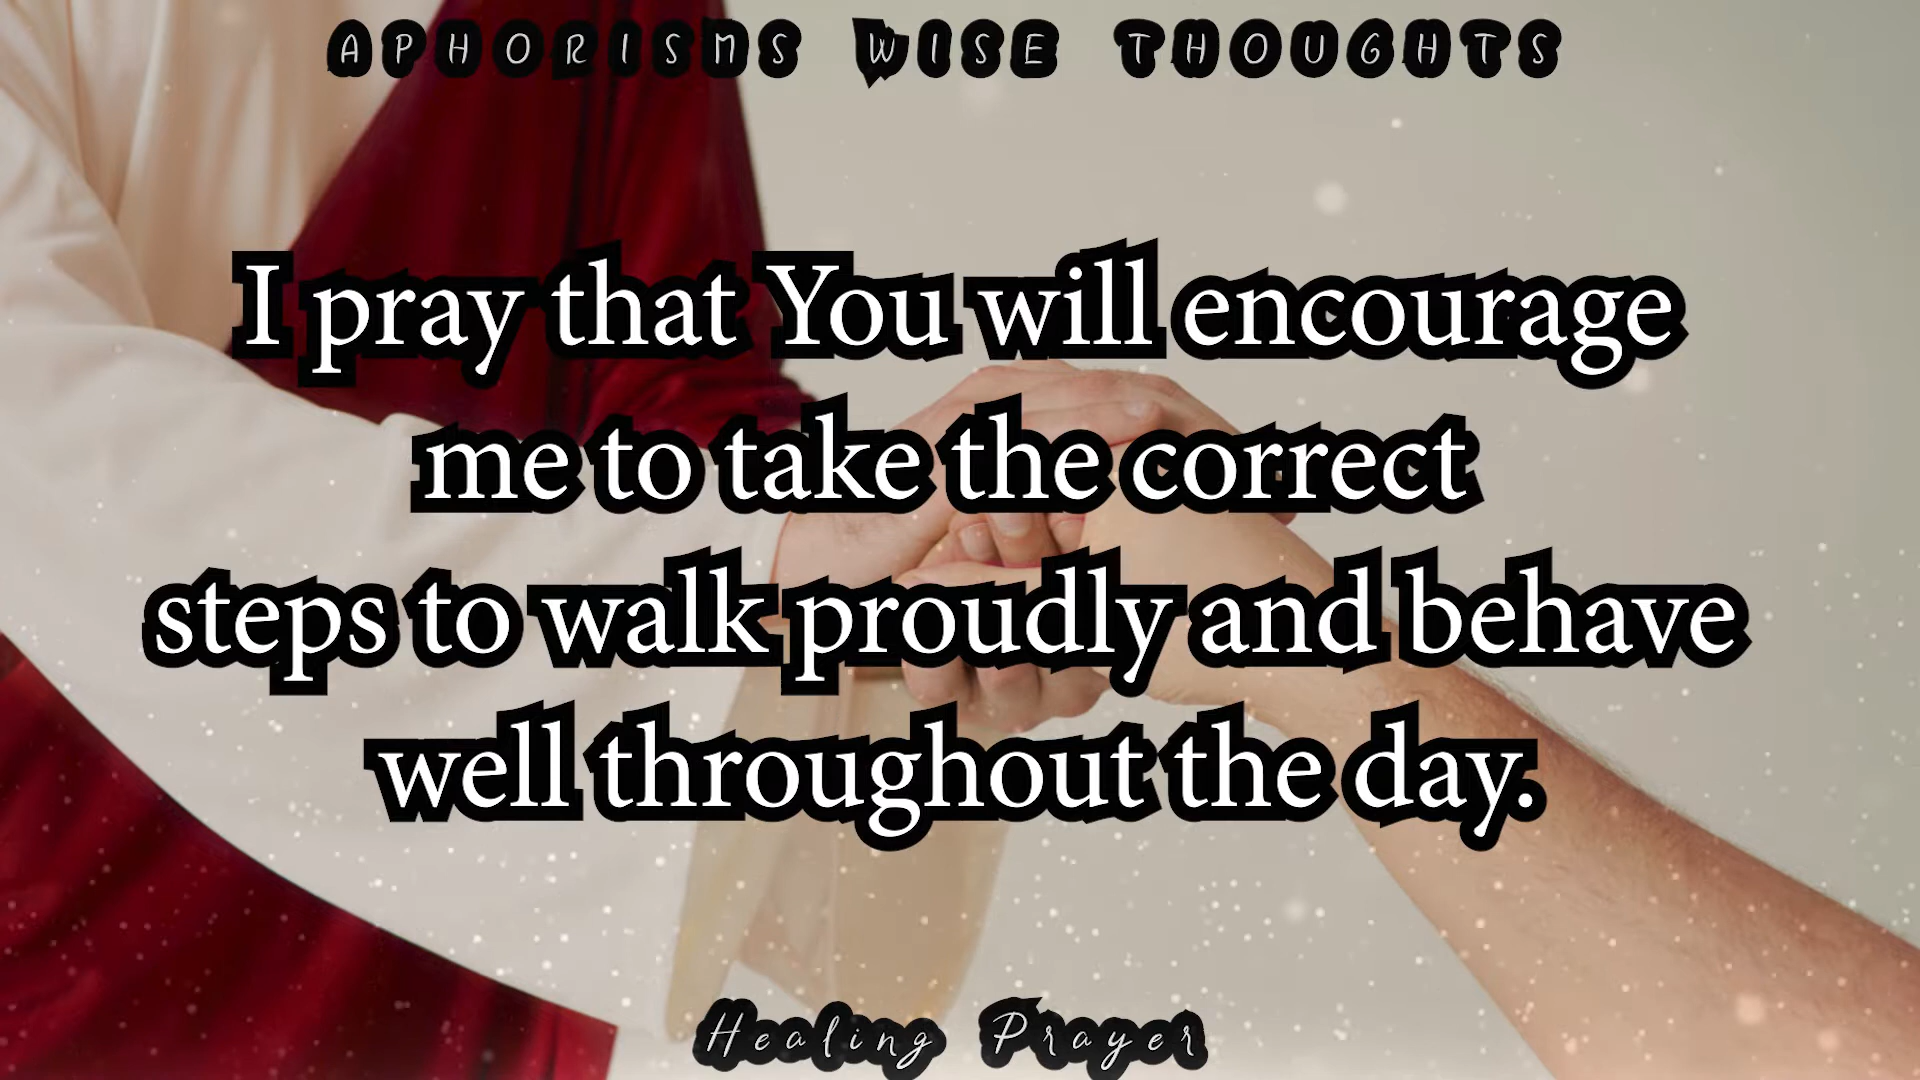 APHORISMS WISE THOUGHTS
I pray that You will encourage
me to take the correct
steps to walk proudly and behave
well throughout the day.
Healing Prayer